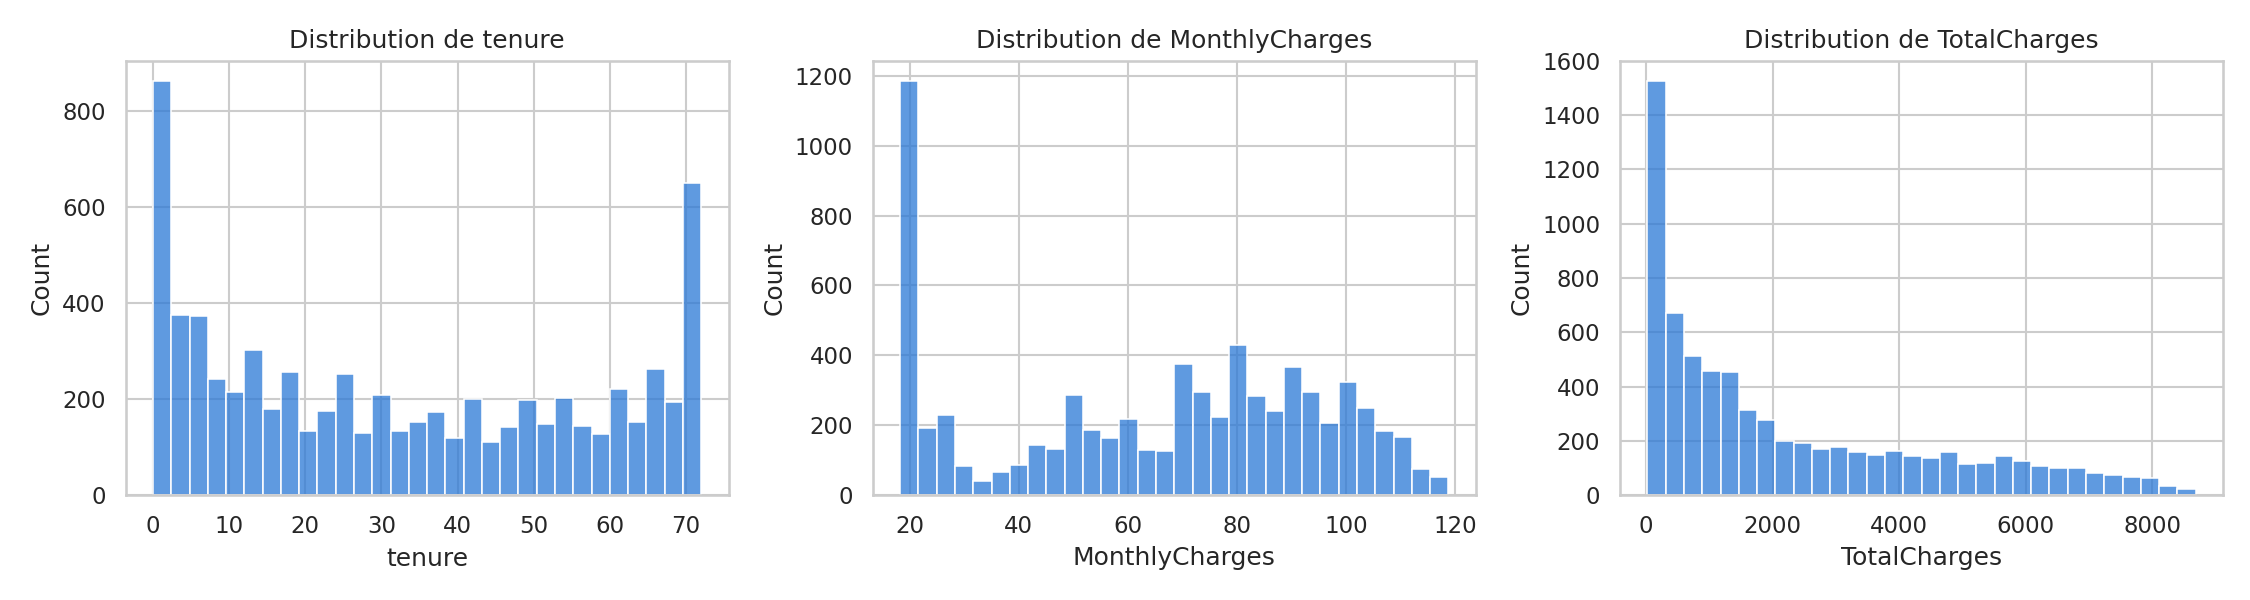 Distribution de tenure
800
600
400
200
0
Count
0 10 20 30 40 50 60 70
tenure
Distribution de MonthlyCharges
1200
1000
800
600
400
200
0
Count
20 40 60 80 100 120
MonthlyCharges
Distribution de TotalCharges
1600
1400
1200
1000
800
600
400
200
0
Count
0 2000 4000 6000 8000
TotalCharges